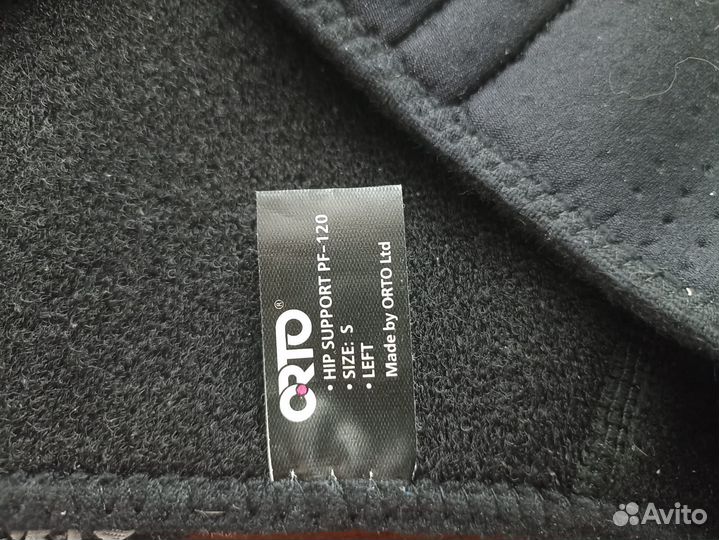 ORTO®
• HIP SUPPORT PF-120
• SIZE: S
• LEFT
Made by ORTO Ltd
Avito